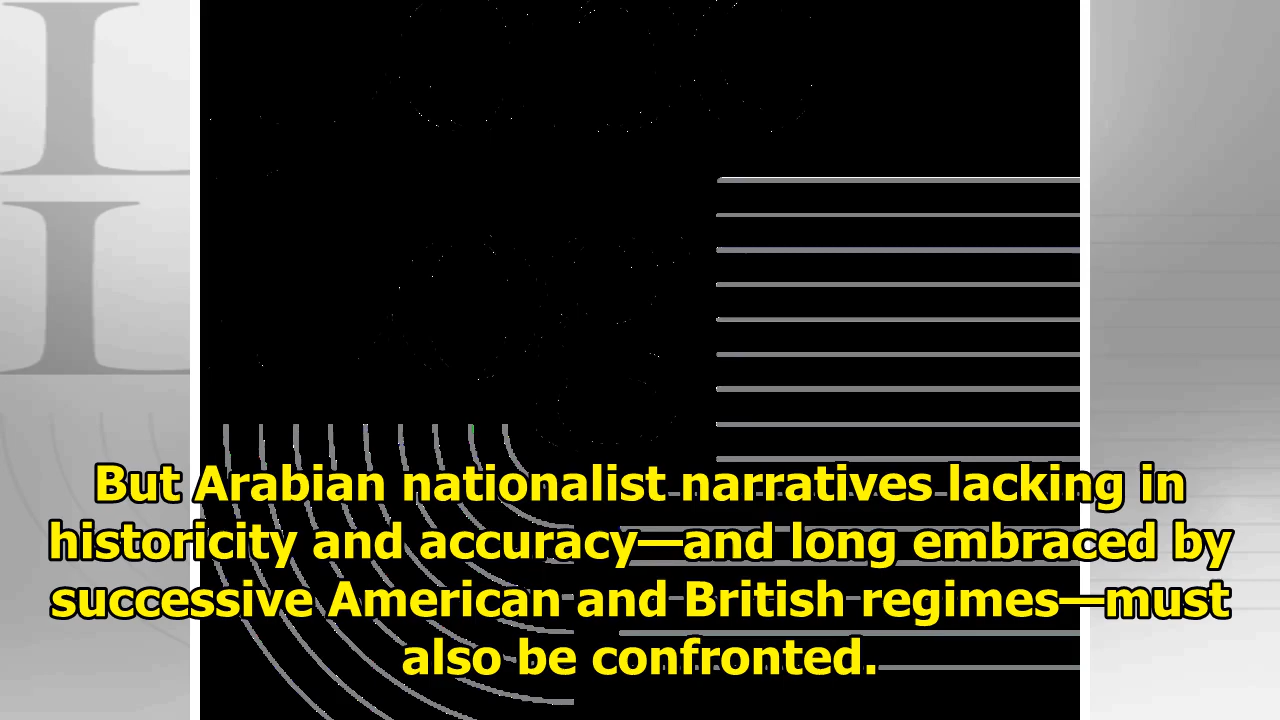 But Arabian nationalist narratives lacking in
historicity and accuracy—and long embraced by
successive American and British regimes—must
also be confronted.